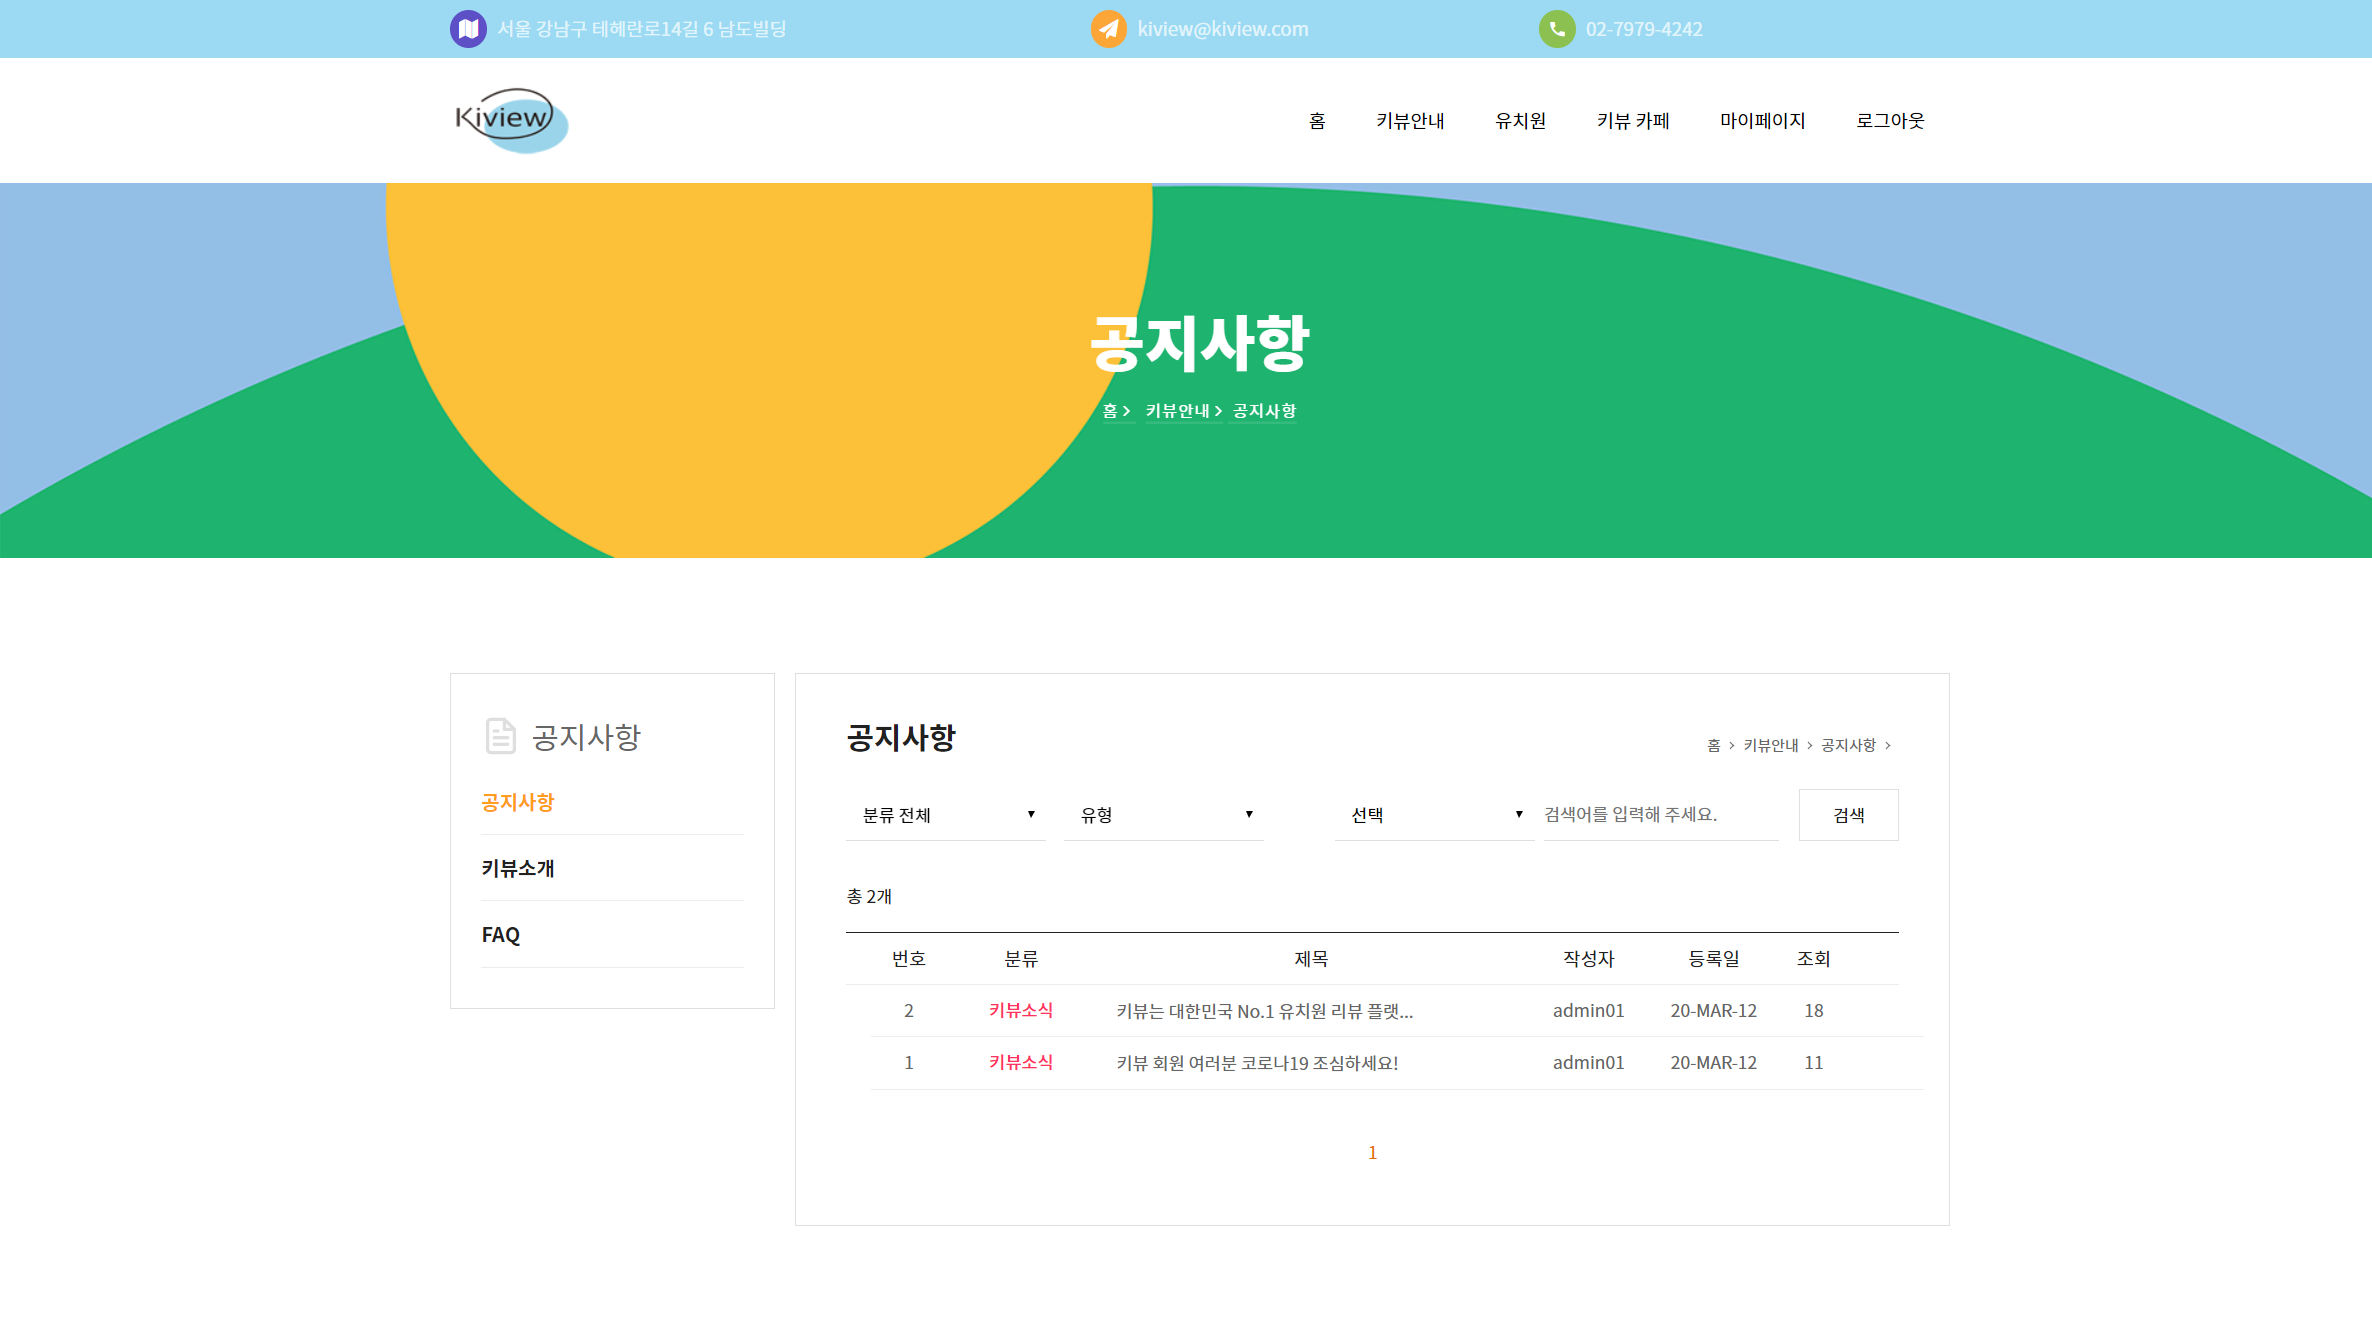 서울 강남구 테헤란로14길 6 남도빌딩
kiview@kiview.com
02-7979-4242
Kiview
홈 키뷰안내 유치원 키뷰 카페 마이페이지 로그아웃
공지사항
홈 > 키뷰안내 > 공지사항
공지사항
공지사항
키뷰소개
FAQ
공지사항
홈 > 키뷰안내 > 공지사항 >
분류 전체 ▼ 유형 ▼ 선택 ▼ 검색어를 입력해 주세요. 검색
총 2개
번호 분류 제목 작성자 등록일 조회
2 키뷰소식 키뷰는 대한민국 No.1 유치원 리뷰 플랫... admin01 20-MAR-12 18
1 키뷰소식 키뷰 회원 여러분 코로나19 조심하세요! admin01 20-MAR-12 11
1